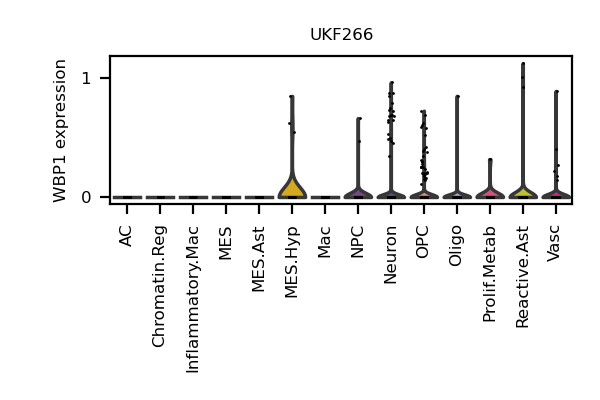 UKF266
WBP1 expression
1
0
AC
Chromatin.Reg
Inflammatory.Mac
MES
MES.Ast
MES.Hyp
Mac
NPC
Neuron
OPC
Oligo
Prolif.Metab
Reactive.Ast
Vasc